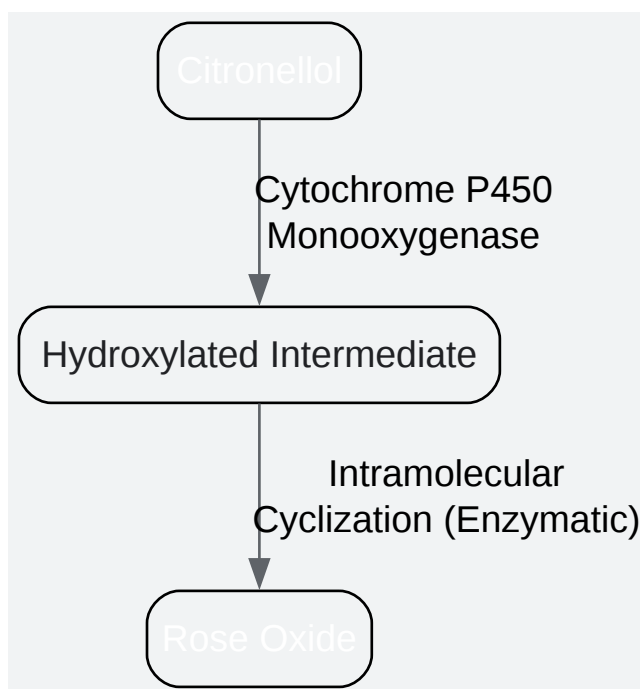 Citronellol
Cytochrome P450
Monooxygenase
Hydroxylated Intermediate
Intramolecular
Cyclization (Enzymatic)
Rose Oxide